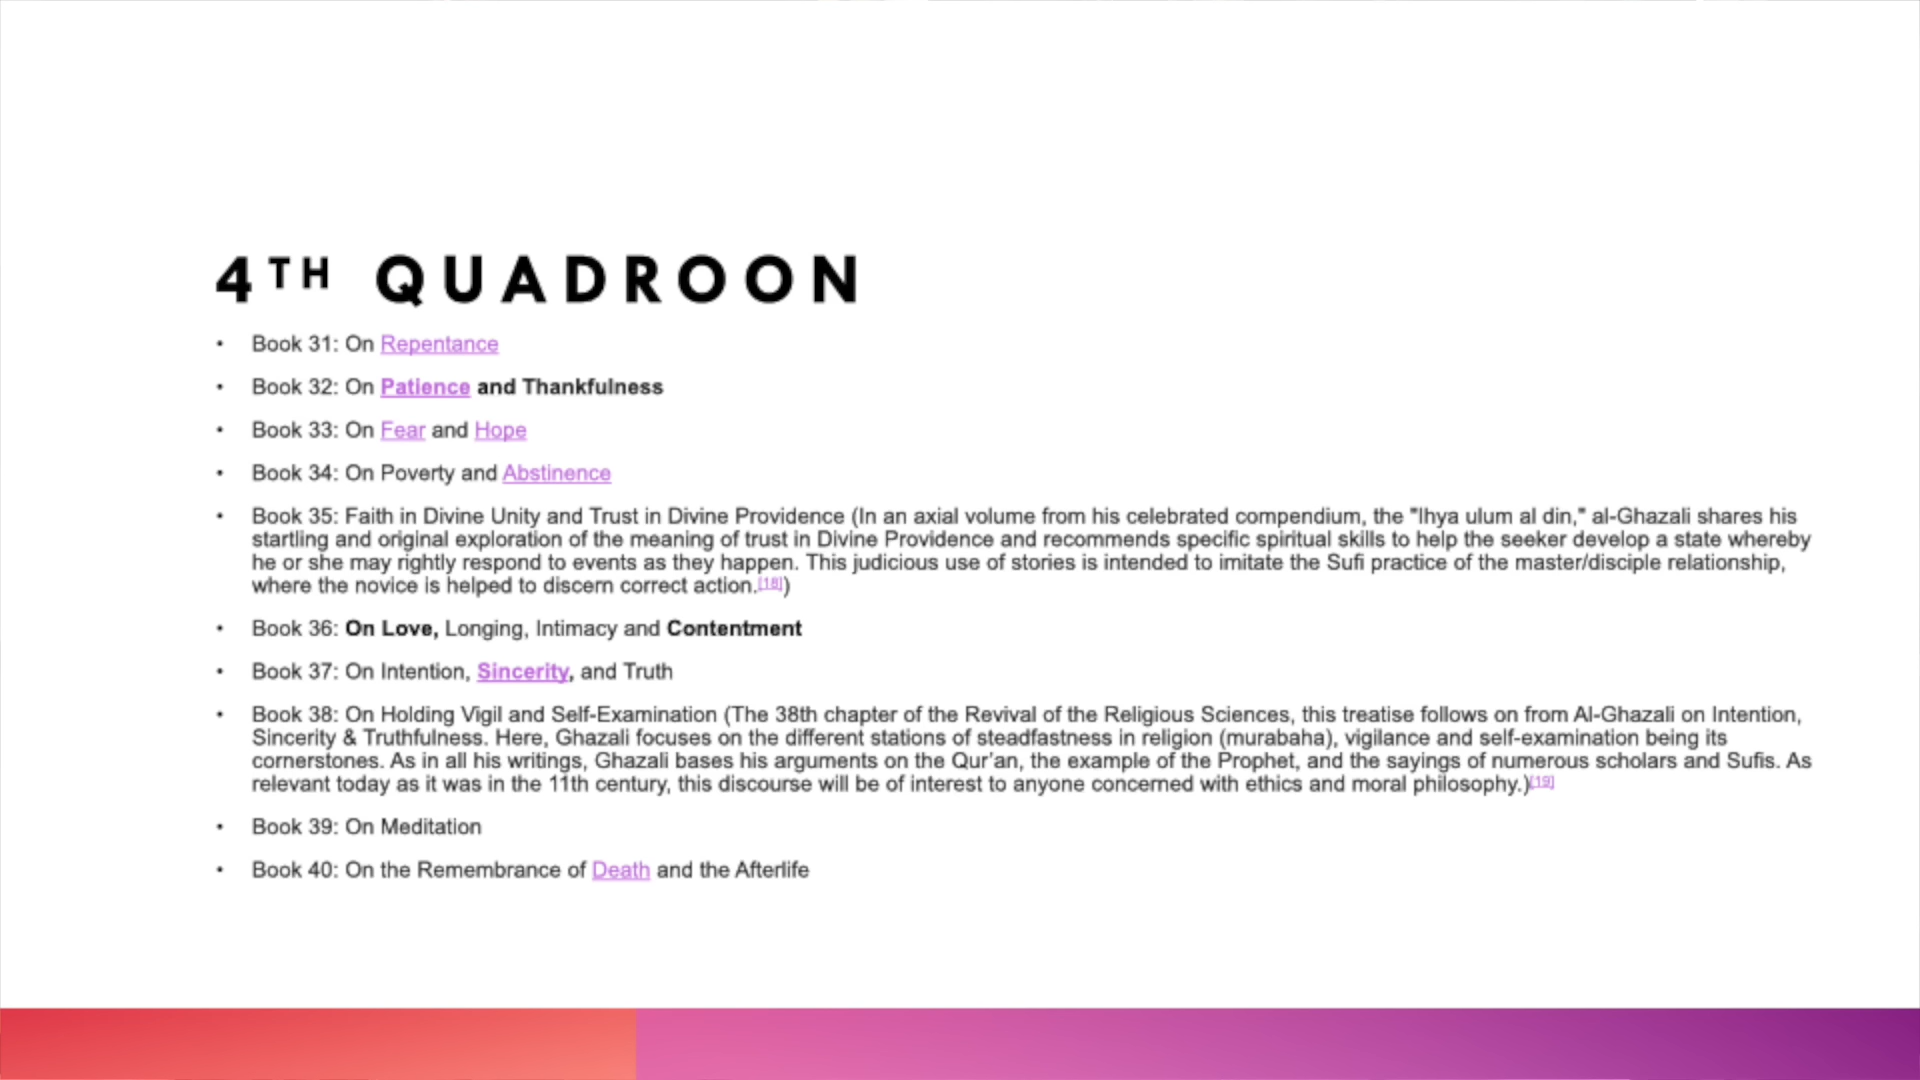 4TH QUADROON
• Book 31: On Repentance
• Book 32: On Patience and Thankfulness
• Book 33: On Fear and Hope
• Book 34: On Poverty and Abstinence
• Book 35: Faith in Divine Unity and Trust in Divine Providence (In an axial volume from his celebrated compendium, the "Ihya ulum al din," al-Ghazali shares his
startling and original exploration of the meaning of trust in Divine Providence and recommends specific spiritual skills to help the seeker develop a state whereby
he or she may rightly respond to events as they happen. This judicious use of stories is intended to imitate the Sufi practice of the master/disciple relationship,
where the novice is helped to discern correct action.[18])
• Book 36: On Love, Longing, Intimacy and Contentment
• Book 37: On Intention, Sincerity, and Truth
• Book 38: On Holding Vigil and Self-Examination (The 38th chapter of the Revival of the Religious Sciences, this treatise follows on from Al-Ghazali on Intention,
Sincerity & Truthfulness. Here, Ghazali focuses on the different stations of steadfastness in religion (murabaha), vigilance and self-examination being its
cornerstones. As in all his writings, Ghazali bases his arguments on the Qur'an, the example of the Prophet, and the sayings of numerous scholars and Sufis. As
relevant today as it was in the 11th century, this discourse will be of interest to anyone concerned with ethics and moral philosophy.)[19]
• Book 39: On Meditation
• Book 40: On the Remembrance of Death and the Afterlife